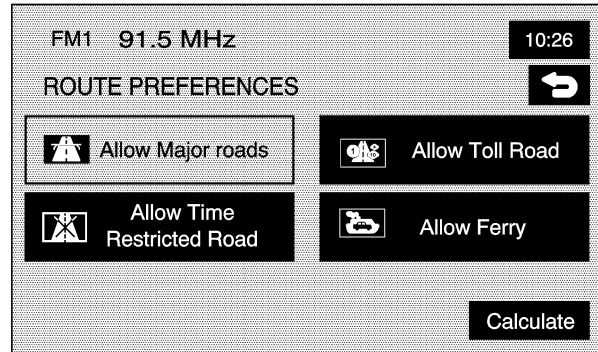 FM1 91.5 MHz 10:26
ROUTE PREFERENCES
Allow Major roads
Allow Toll Road
Allow Time
Restricted Road
Allow Ferry
Calculate